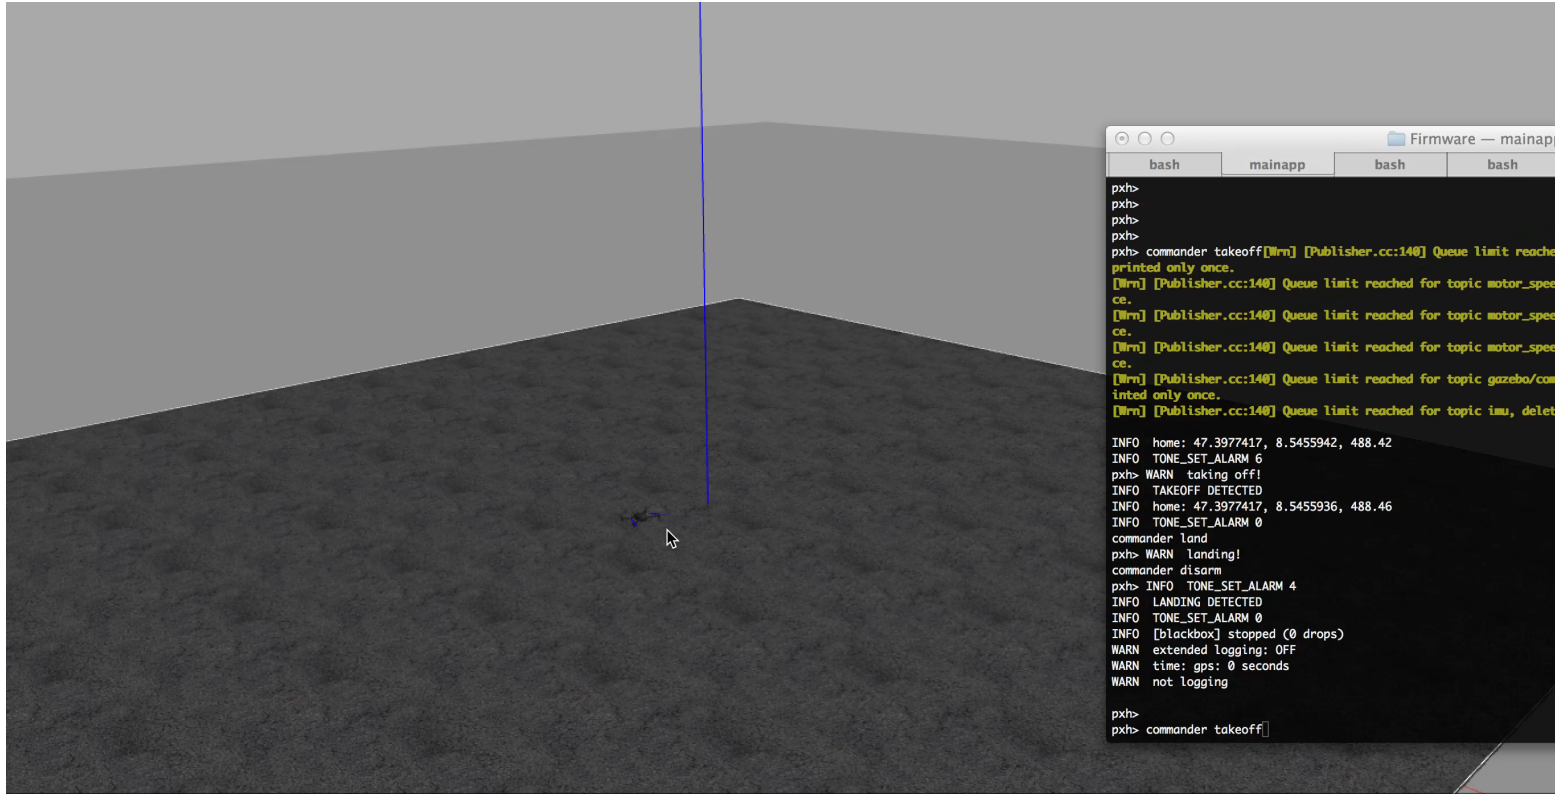 Firmware — mainapp
bash
mainapp
bash
bash
pxh>
pxh>
pxh>
pxh>
pxh> commander takeoff[Wrn] [Publisher.cc:140] Queue limit reache
printed only once.
[Wrn] [Publisher.cc:140] Queue limit reached for topic motor_spee
ce.
[Wrn] [Publisher.cc:140] Queue limit reached for topic motor_spee
ce.
[Wrn] [Publisher.cc:140] Queue limit reached for topic motor_spee
ce.
[Wrn] [Publisher.cc:140] Queue limit reached for topic gazebo/com
inted only once.
[Wrn] [Publisher.cc:140] Queue limit reached for topic imu, delet
INFO home: 47.3977417, 8.5455942, 488.42
INFO TONE_SET_ALARM 6
pxh> WARN taking off!
INFO TAKEOFF DETECTED
INFO home: 47.3977417, 8.5455936, 488.46
INFO TONE_SET_ALARM 0
commander land
pxh> WARN landing!
commander disarm
pxh> INFO TONE_SET_ALARM 4
INFO LANDING DETECTED
INFO TONE_SET_ALARM 0
INFO [blackbox] stopped (0 drops)
WARN extended logging: OFF
WARN time: gps: 0 seconds
WARN not logging
pxh>
pxh> commander takeoff